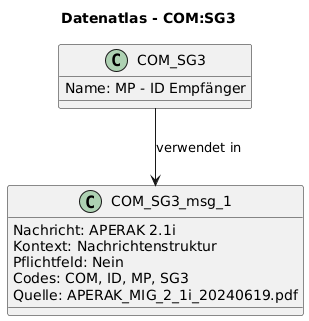 Datenatlas - COM:SG3
C COM_SG3
Name: MP - ID Empfänger
verwendet in
C COM_SG3_msg_1
Nachricht: APERAK 2.1i
Kontext: Nachrichtenstruktur
Pflichtfeld: Nein
Codes: COM, ID, MP, SG3
Quelle: APERAK_MIG_2_1i_20240619.pdf